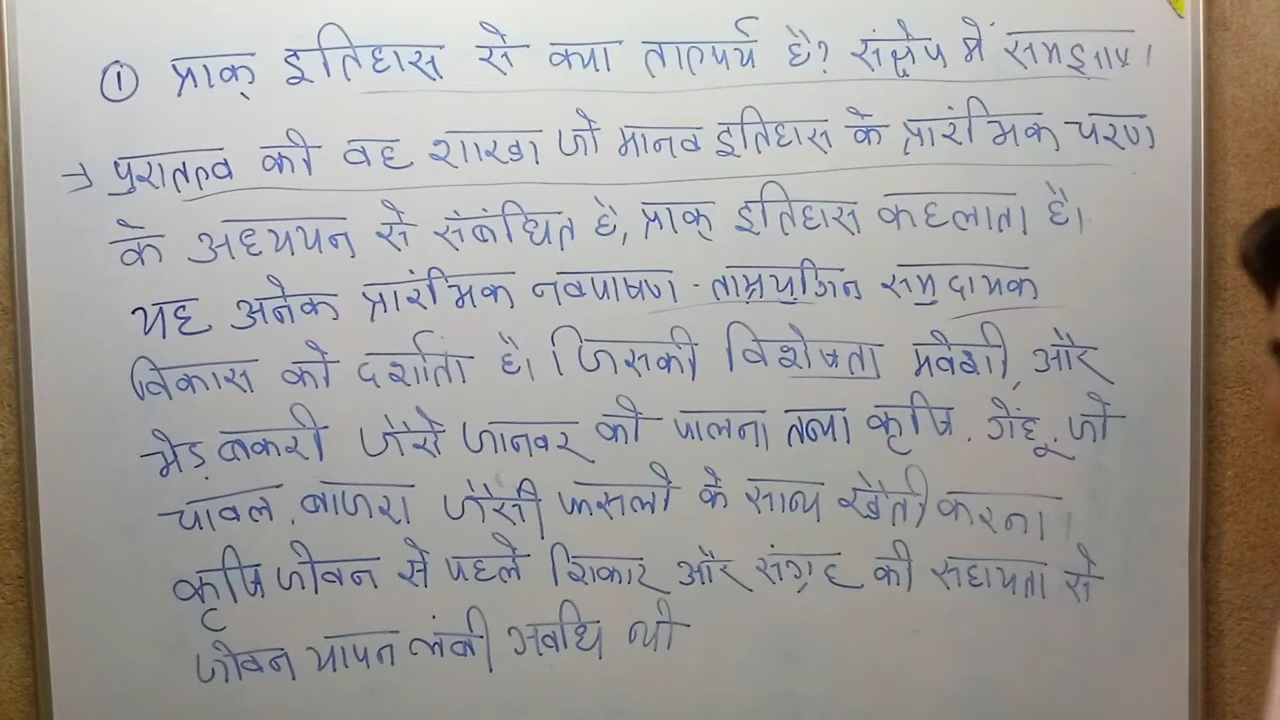 ① प्राक् इतिहास से क्या तात्पर्य है? संक्षेप में समझाए।
→ पुरातत्व की वह शाखा जो मानव इतिहास के प्रारंमिक चरण
के अध्ययन से संबंधित है, प्राक् इतिहास कहलाता है।
यह अनेक प्रारंमिक नवपाषण - ताम्रयुगिन समुदायक
विकास को दर्शाता है। जिसकी विशेषता मवेशी, और
भेड़ बकरी जैसे जानवर को पालना तथा कृषि, गेंहू, जौ
चावल, बाजरा जैसी फसलो के साथ खेती करना।
कृषि जीवन से पहले शिकार और संग्रह की सहायता से
जीवन यापन लंबी अवधि थी